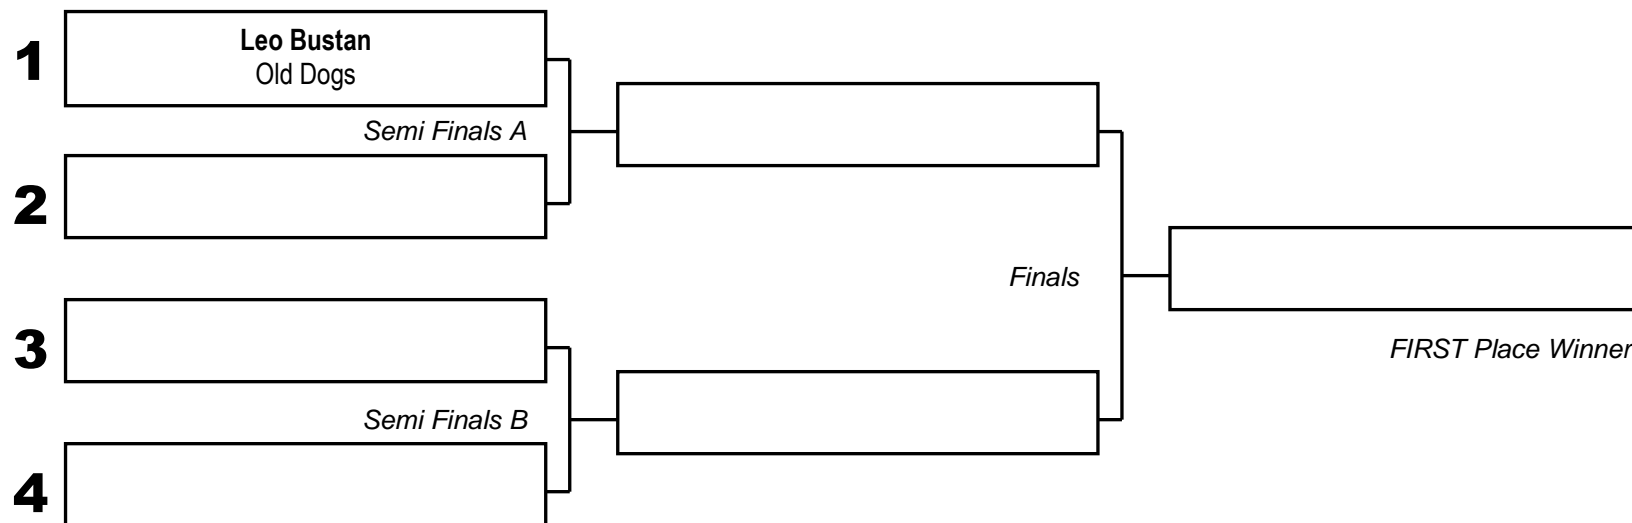 1
Leo Bustan
Old Dogs
Semi Finals A
2
Finals
3
FIRST Place Winner
Semi Finals B
4